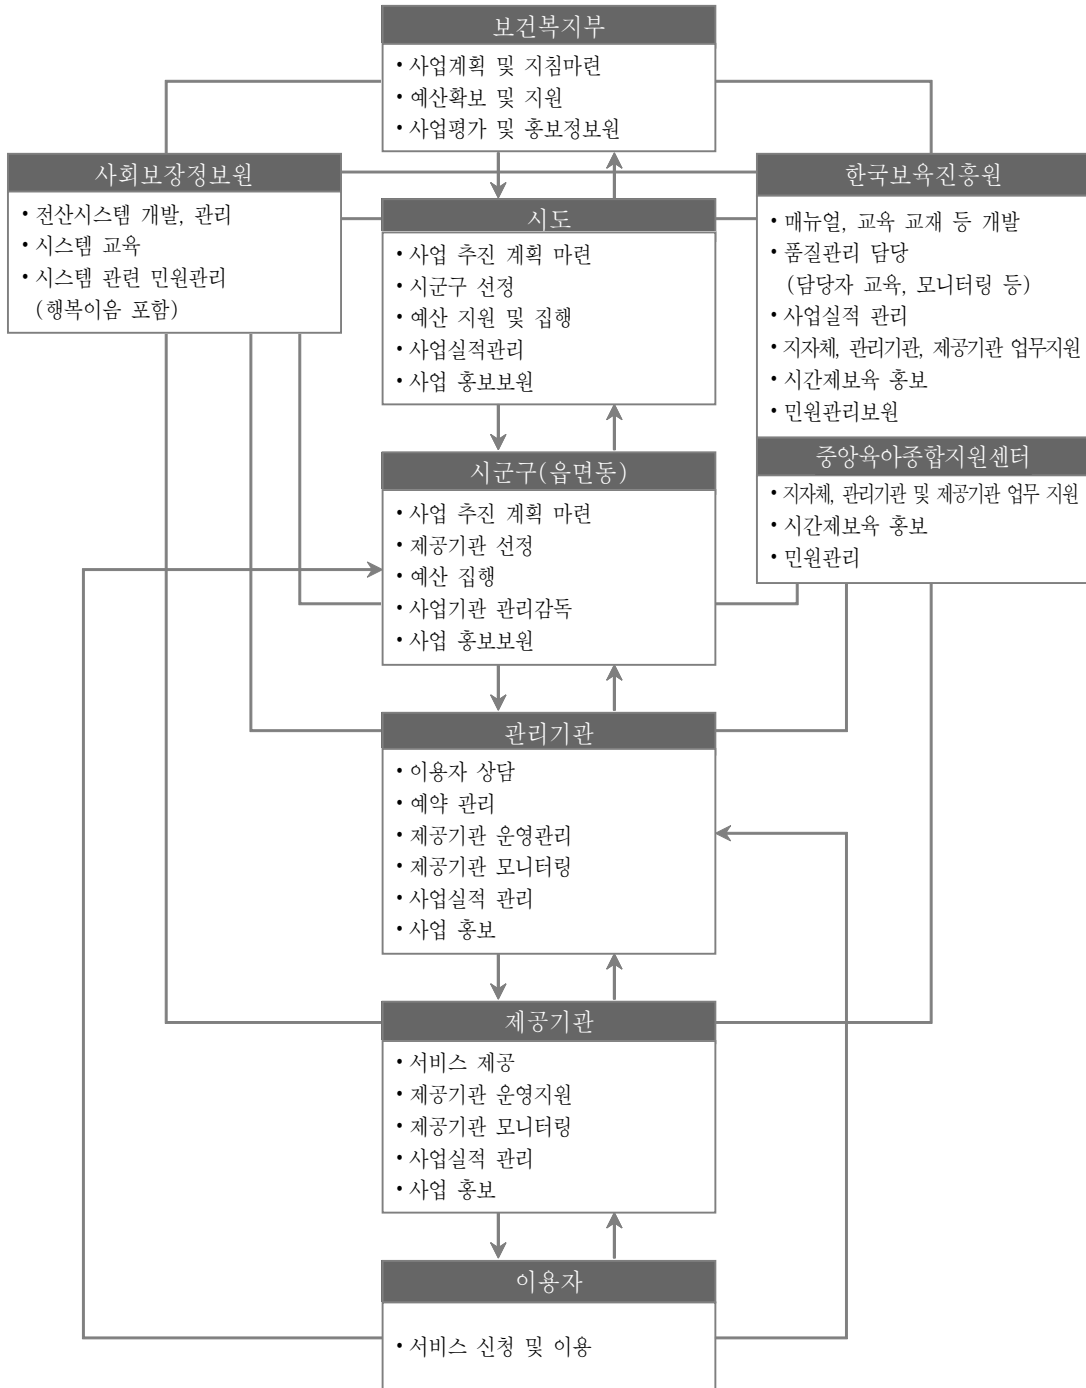 보건복지부
• 사업계획 및 지침마련
• 예산확보 및 지원
• 사업평가 및 홍보정보원
사회보장정보원
• 전산시스템 개발, 관리
• 시스템 교육
• 시스템 관련 민원관리
(행복이음 포함)
한국보육진흥원
• 매뉴얼, 교육 교재 등 개발
• 품질관리 담당
(담당자 교육, 모니터링 등)
• 사업실적 관리
• 지자체, 관리기관, 제공기관 업무지원
• 시간제보육 홍보
• 민원관리보원
중앙육아종합지원센터
• 지자체, 관리기관 및 제공기관 업무 지원
• 시간제보육 홍보
• 민원관리
시도
• 사업 추진 계획 마련
• 시군구 선정
• 예산 지원 및 집행
• 사업실적관리
• 사업 홍보보원
시군구(읍면동)
• 사업 추진 계획 마련
• 제공기관 선정
• 예산 집행
• 사업기관 관리감독
• 사업 홍보보원
관리기관
• 이용자 상담
• 예약 관리
• 제공기관 운영관리
• 제공기관 모니터링
• 사업실적 관리
• 사업 홍보
제공기관
• 서비스 제공
• 제공기관 운영지원
• 제공기관 모니터링
• 사업실적 관리
• 사업 홍보
이용자
• 서비스 신청 및 이용